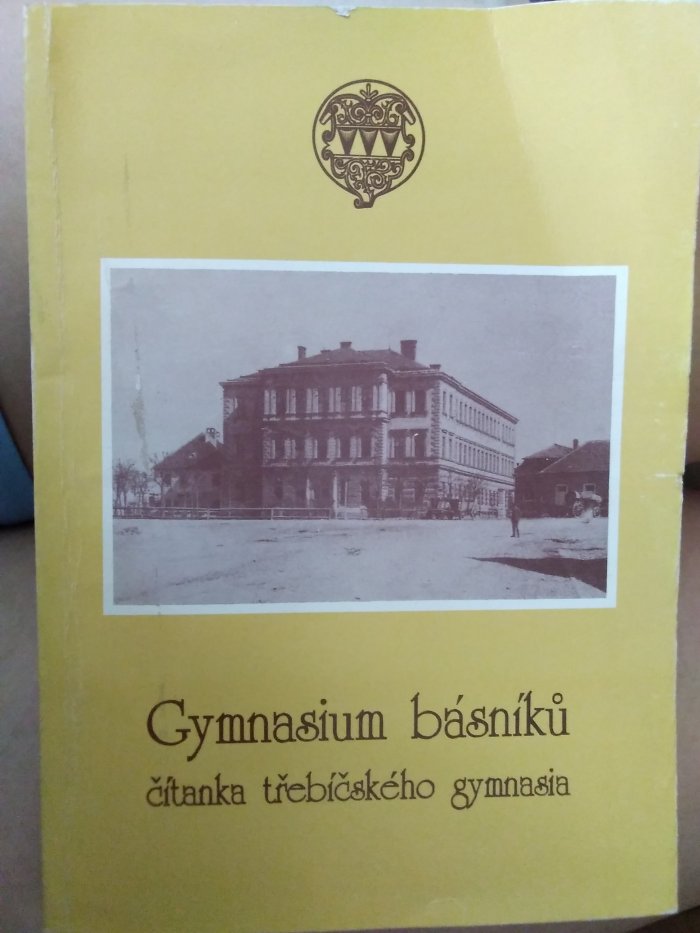 Gymnasium básníků
čítanka třebíčského gymnasia